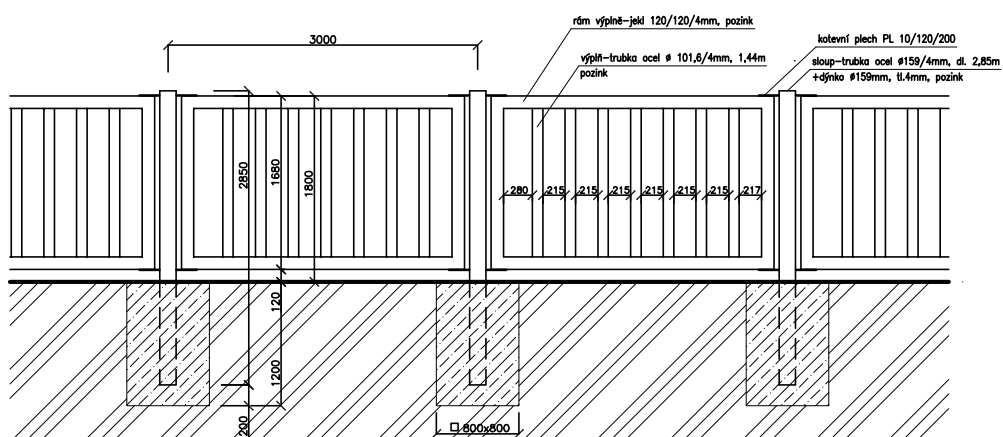 rám výplně-jekl 120/120/4mm, pozink
3000
kotevní plech PL 10/120/200
výplň-trubka ocel ø 101,6/4mm, 1,44m
pozink
sloup-trubka ocel ø159/4mm, dl. 2,85m
+dýnko ø159mm, tl.4mm, pozink
2850
1680
1800
280
215
215
215
215
215
215
217
120
1200
200
□ 800x800